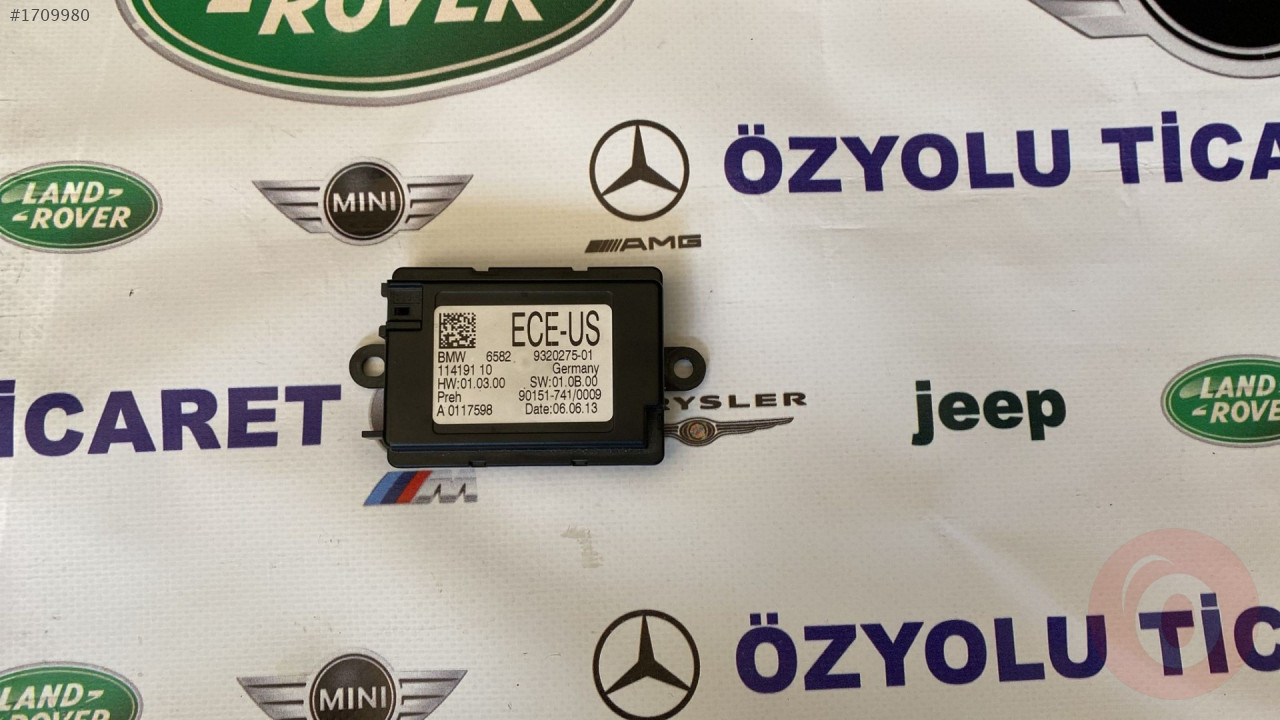 #1709980
ROVER
ÖZYOLU TİCA
LAND
ROVER
MINI
AMG
ECE-US
BMW 6582 9320275-01
114191 10 Germany
HW:01.03.00 SW:01.0B.00
Preh 90151-741/0009
A 0117598 Date:06.06.13
İCARET
RYSLER
jeep
LAND
ROVE
M
ÖZYOLU TİC
LAND
ROVER
MINI